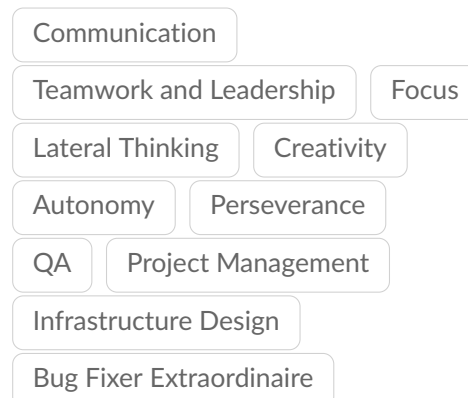 Communication
Teamwork and Leadership Focus
Lateral Thinking Creativity
Autonomy Perseverance
QA Project Management
Infrastructure Design
Bug Fixer Extraordinaire